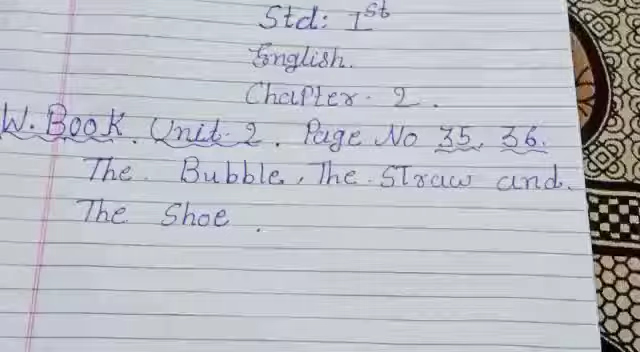 Std: Ist
English.
Chapter - 2.
W. Book. Unit-2. Page No 35, 36.
The Bubble, The Straw and.
The Shoe.